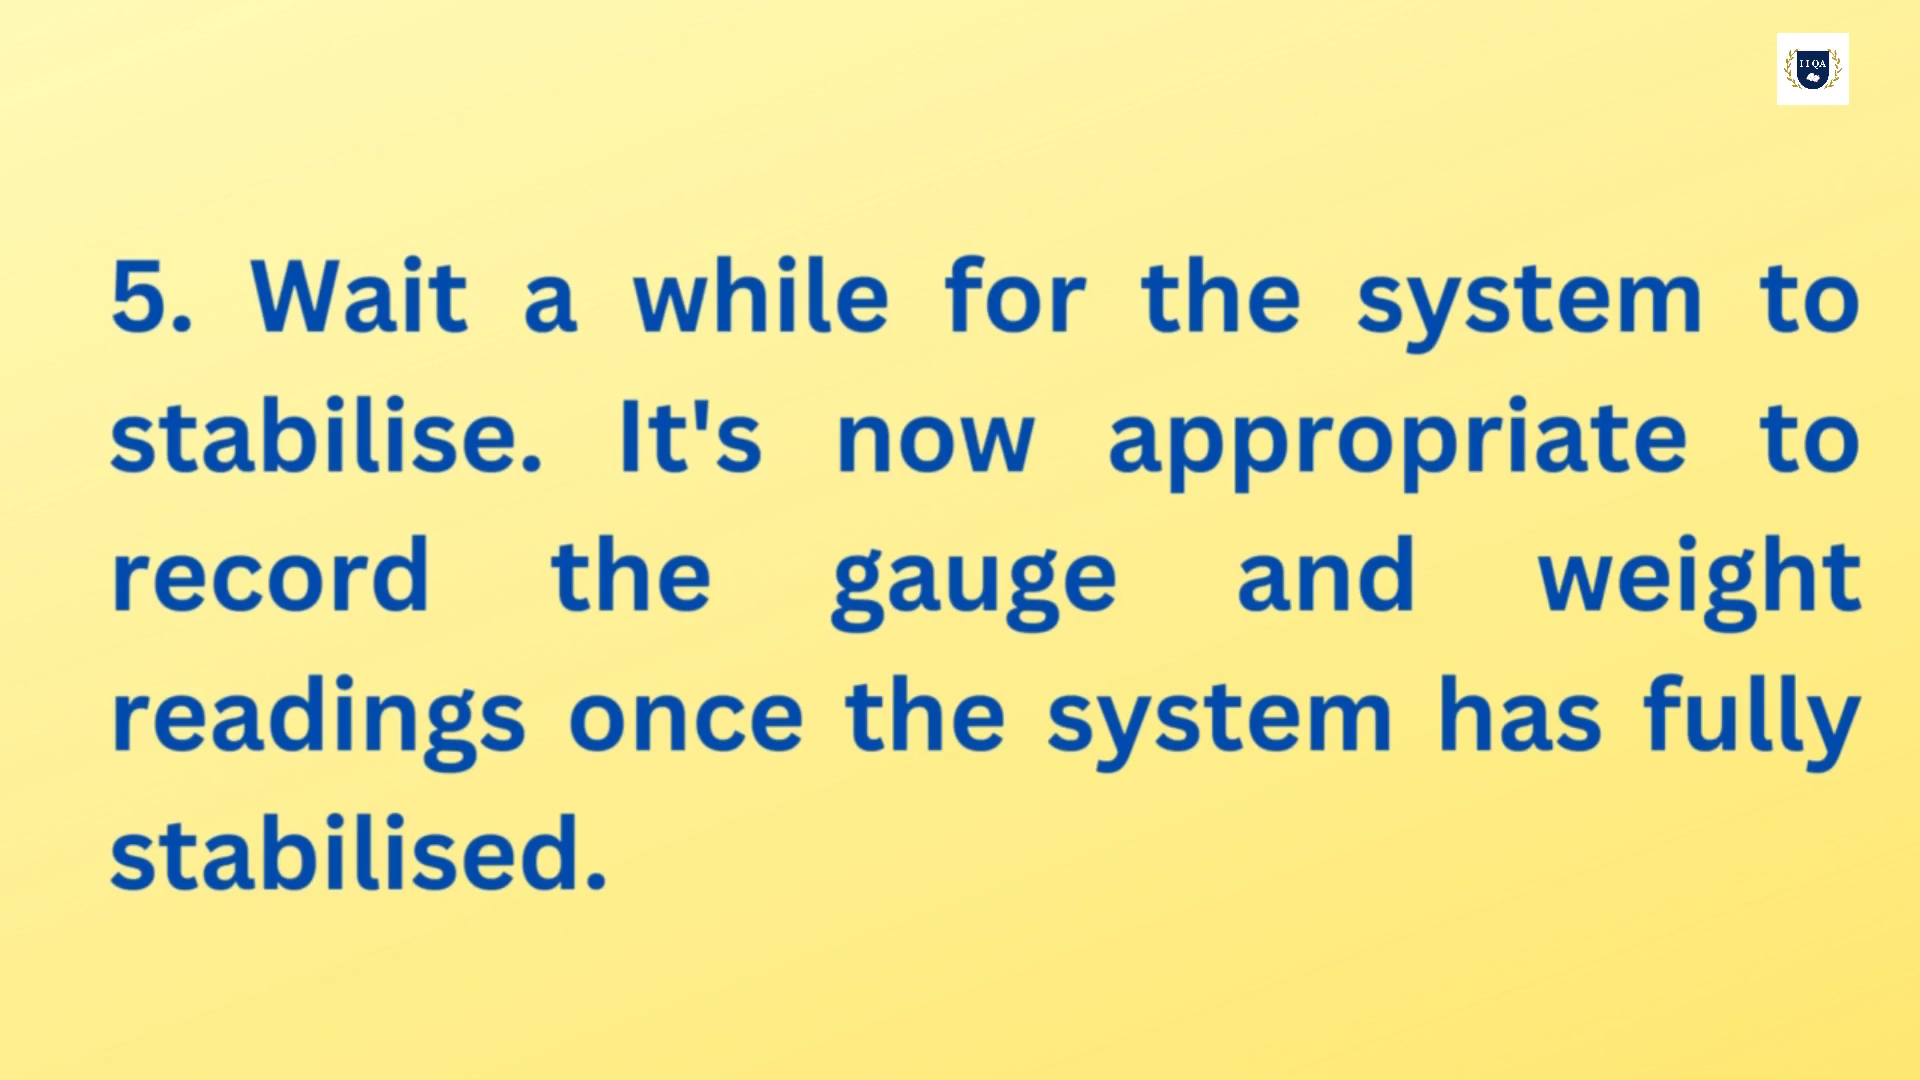 IIQA
5. Wait a while for the system to
stabilise. It's now appropriate to
record the gauge and weight
readings once the system has fully
stabilised.